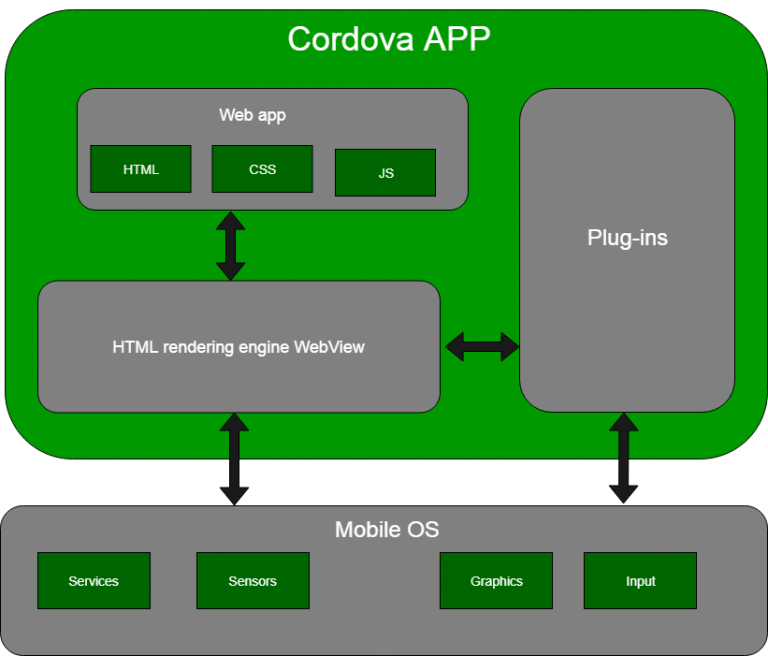 Cordova APP
Web app
HTML
CSS
JS
Plug-ins
HTML rendering engine WebView
Mobile OS
Services
Sensors
Graphics
Input